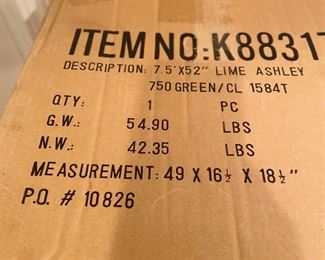 ITEM NO:K88317
DESCRIPTION: 7.5'X52" LIME ASHLEY
750 GREEN/CL 1584T
QTY: 1 PC
G.W.: 54.90 LBS
N.W.: 42.35 LBS
MEASUREMENT: 49 X 16½ X 18½"
P.O. # 10826